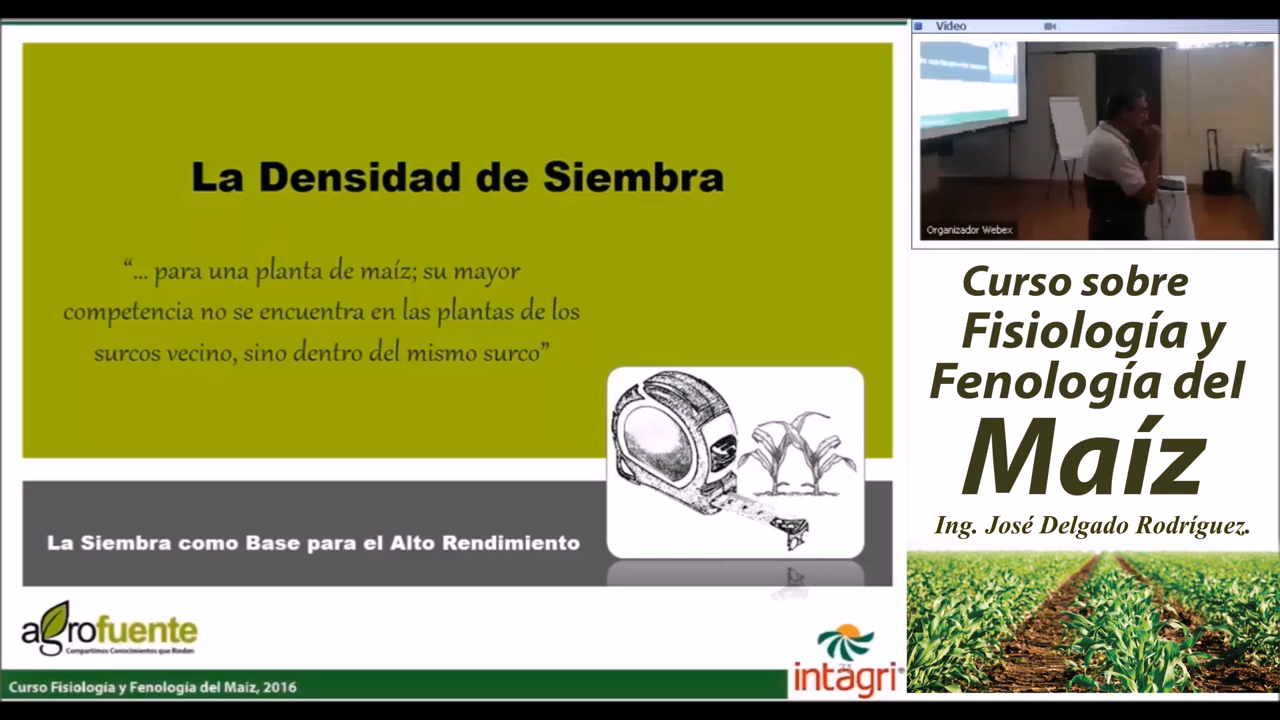 La Densidad de Siembra
“... para una planta de maíz; su mayor
competencia no se encuentra en las plantas de los
surcos vecino, sino dentro del mismo surco”
La Siembra como Base para el Alto Rendimiento
agrofuente
Compartimos Conocimientos que Rinden
Curso Fisiología y Fenología del Maíz, 2016
intagri®
Vídeo
Organizador Webex
Curso sobre
Fisiología y
Fenología del
Maíz
Ing. José Delgado Rodríguez.